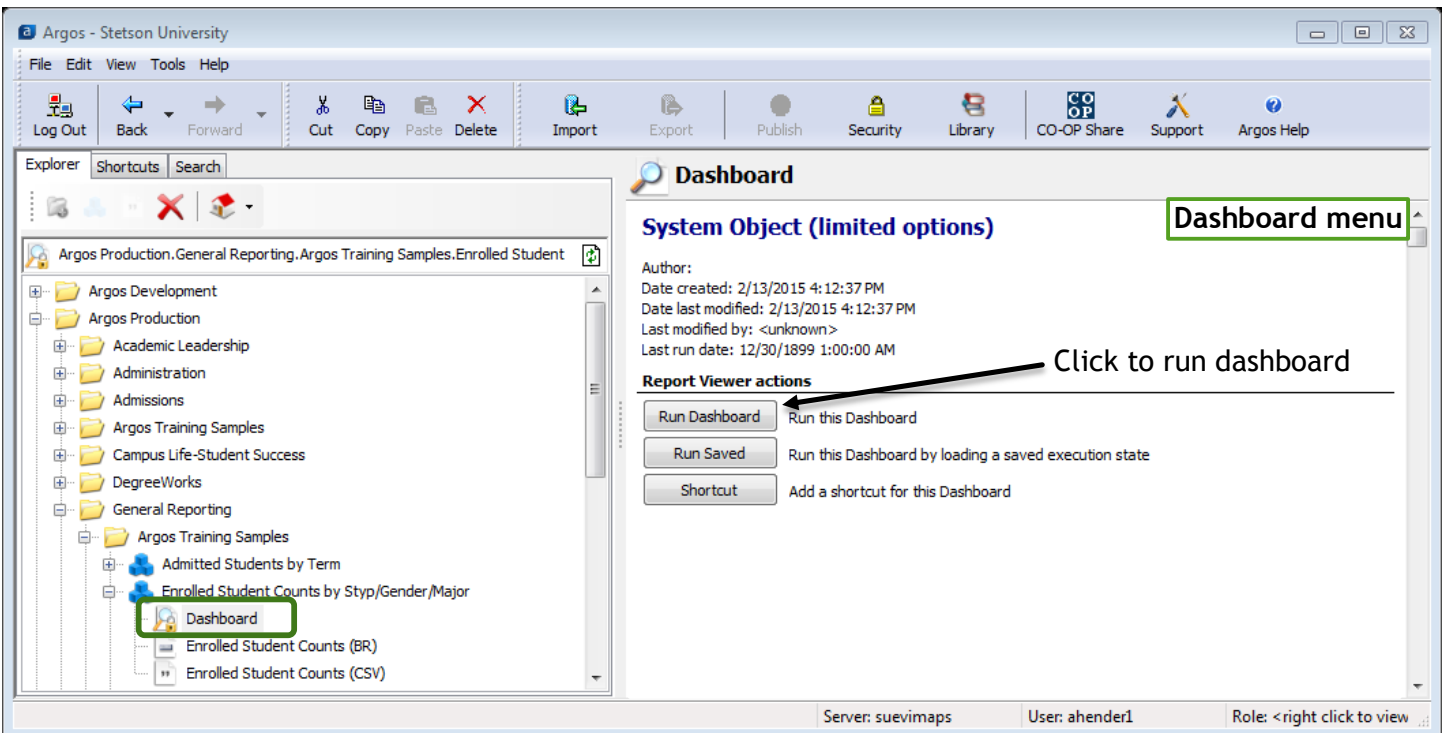 Argos - Stetson University
File Edit View Tools Help
Log Out Back Forward Cut Copy Paste Delete Import Export Publish Security Library CO-OP Share Support Argos Help
CO
OP
Explorer Shortcuts Search
Argos Production.General Reporting.Argos Training Samples.Enrolled Student
Argos Development
Argos Production
Academic Leadership
Administration
Admissions
Argos Training Samples
Campus Life-Student Success
DegreeWorks
General Reporting
Argos Training Samples
Admitted Students by Term
Enrolled Student Counts by Styp/Gender/Major
Dashboard
Enrolled Student Counts (BR)
Enrolled Student Counts (CSV)
Dashboard
Dashboard menu
System Object (limited options)
Author:
Date created: 2/13/2015 4:12:37 PM
Date last modified: 2/13/2015 4:12:37 PM
Last modified by: <unknown>
Last run date: 12/30/1899 1:00:00 AM
Click to run dashboard
Report Viewer actions
Run Dashboard Run this Dashboard
Run Saved Run this Dashboard by loading a saved execution state
Shortcut Add a shortcut for this Dashboard
Server: suevimaps User: ahender1 Role: <right click to view